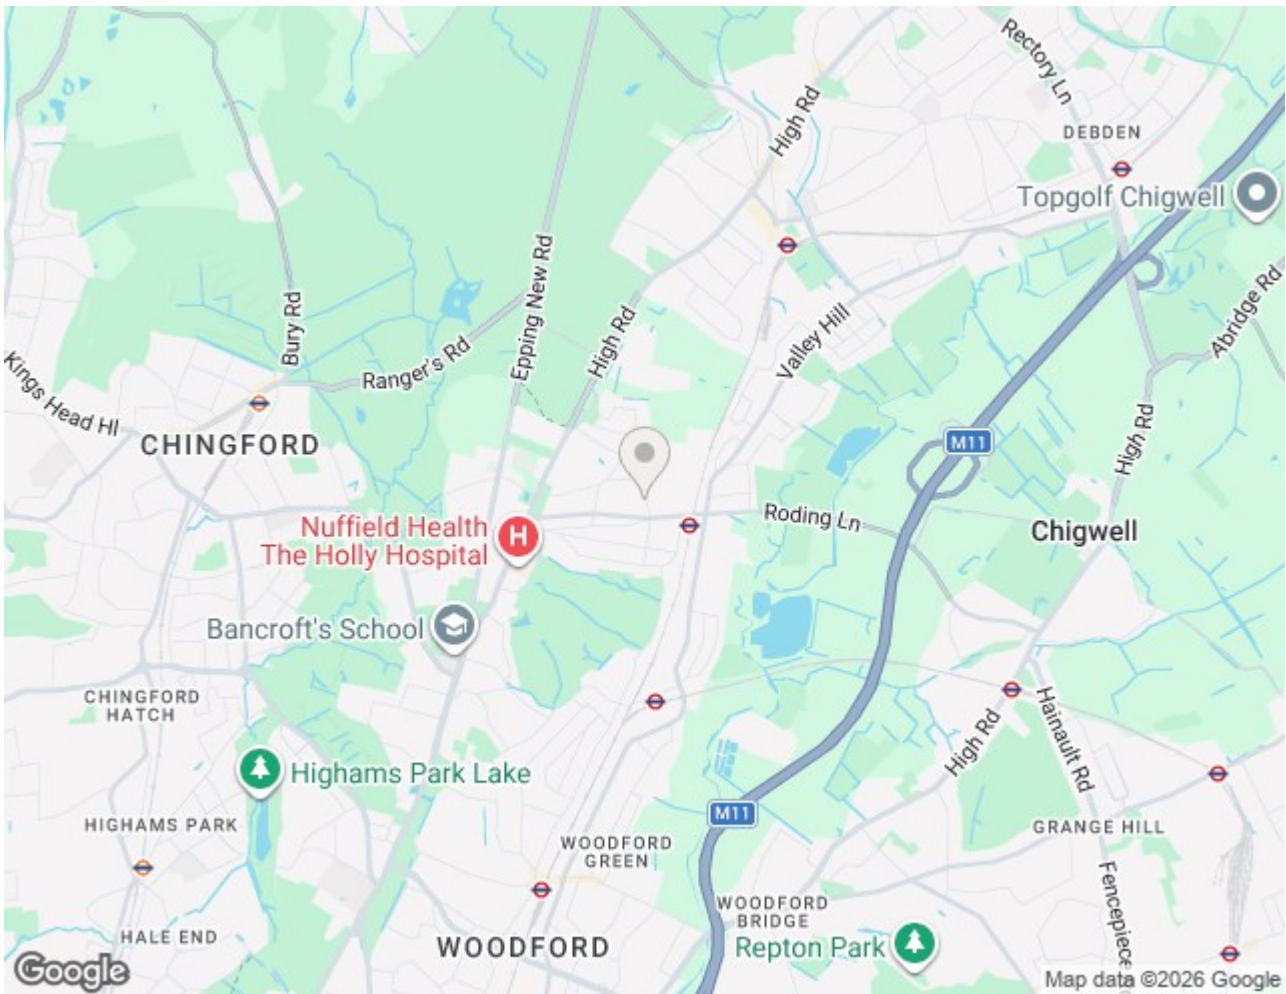 Rectory Ln
High Rd
DEBDEN
Topgolf Chigwell
Epping New Rd
Bury Rd
High Rd
Abridge Rd
Valley Hill
Ranger's Rd
Kings Head Hl
CHINGFORD
High Rd
M11
Nuffield Health
The Holly Hospital
H
Roding Ln
Chigwell
Bancroft's School
CHINGFORD
HATCH
Hainault Rd
High Rd
Highams Park Lake
M11
HIGHAMS PARK
GRANGE HILL
WOODFORD
GREEN
Fencepiece
WOODFORD
BRIDGE
HALE END
WOODFORD
Repton Park
Google
Map data ©2026 Google